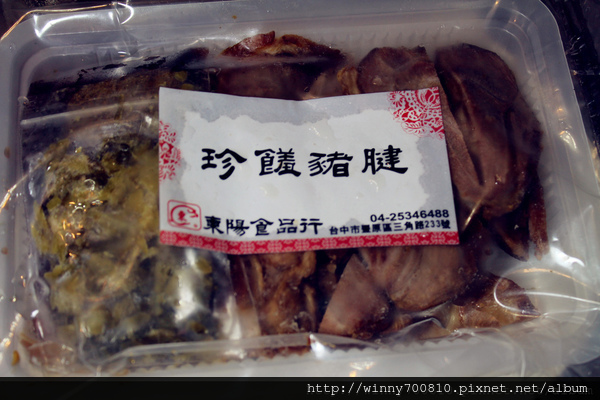 珍饈豬腱
東陽食品行
04-25346488
台中市豐原區三角路233號
http://winny700810.pixnet.net/album